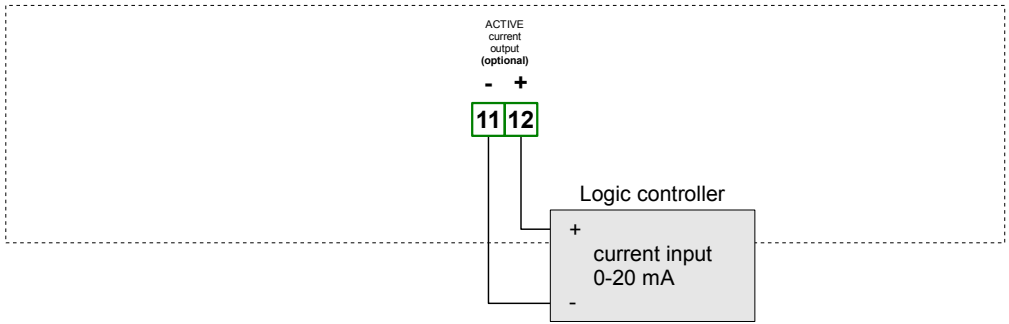 ACTIVE
current
output
(optional)
- +
11 12
Logic controller
+
current input
0-20 mA
-